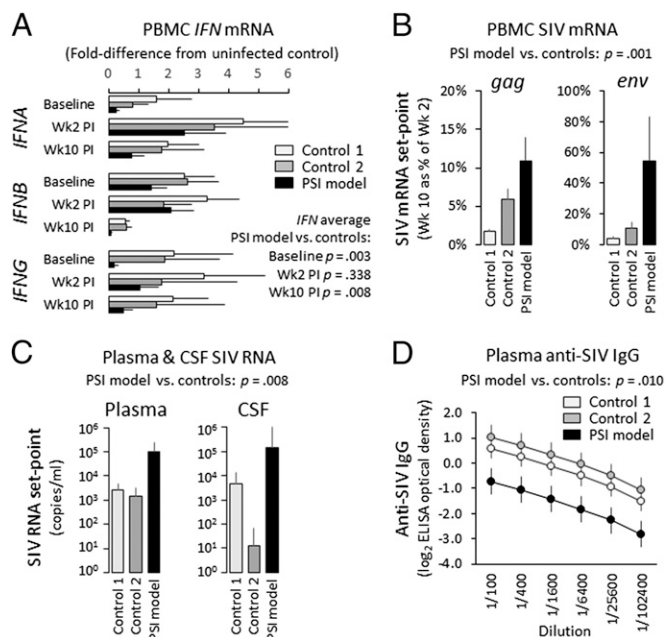 A
PBMC IFN mRNA
(Fold-difference from uninfected control)
0 1 2 3 4 5 6
IFNA
Baseline
Wk2 PI
Wk10 PI
IFNB
Baseline
Wk2 PI
Wk10 PI
IFNG
Baseline
Wk2 PI
Wk10 PI
Control 1
Control 2
PSI model
IFN average
PSI model vs. controls:
Baseline p = .003
Wk2 PI p = .338
Wk10 PI p = .008
B
PBMC SIV mRNA
PSI model vs. controls: p = .001
gag
env
SIV mRNA set-point
(Wk 10 as % of Wk 2)
20%
15%
10%
5%
0%
Control 1
Control 2
PSI model
100%
80%
60%
40%
20%
0%
Control 1
Control 2
PSI model
C
Plasma & CSF SIV RNA
PSI model vs. controls: p = .008
Plasma
CSF
SIV RNA set-point
(copies/ml)
10⁶
10⁵
10⁴
10³
10²
10¹
10⁰
Control 1
Control 2
PSI model
10⁶
10⁵
10⁴
10³
10²
10¹
10⁰
Control 1
Control 2
PSI model
D
Plasma anti-SIV IgG
PSI model vs. controls: p = .010
Control 1
Control 2
PSI model
Anti-SIV IgG
(log₂ ELISA optical density)
2.0
1.0
0.0
-1.0
-2.0
-3.0
-4.0
1/100
1/400
1/1600
1/6400
1/25600
1/102400
Dilution